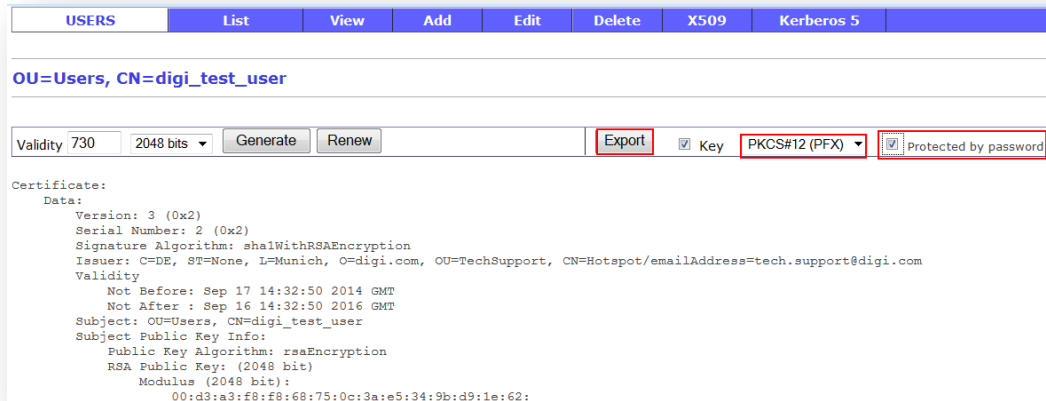 USERS List View Add Edit Delete X509 Kerberos 5
OU=Users, CN=digi_test_user
Validity 730 2048 bits Generate Renew Export Key PKCS#12 (PFX) Protected by password
Certificate:
Data:
Version: 3 (0x2)
Serial Number: 2 (0x2)
Signature Algorithm: sha1WithRSAEncryption
Issuer: C=DE, ST=None, L=Munich, O=digi.com, OU=TechSupport, CN=Hotspot/emailAddress=tech.support@digi.com
Validity
Not Before: Sep 17 14:32:50 2014 GMT
Not After : Sep 16 14:32:50 2016 GMT
Subject: OU=Users, CN=digi_test_user
Subject Public Key Info:
Public Key Algorithm: rsaEncryption
RSA Public Key: (2048 bit)
Modulus (2048 bit):
00:d3:a3:f8:f8:68:75:0c:3a:e5:34:9b:d9:1e:62: